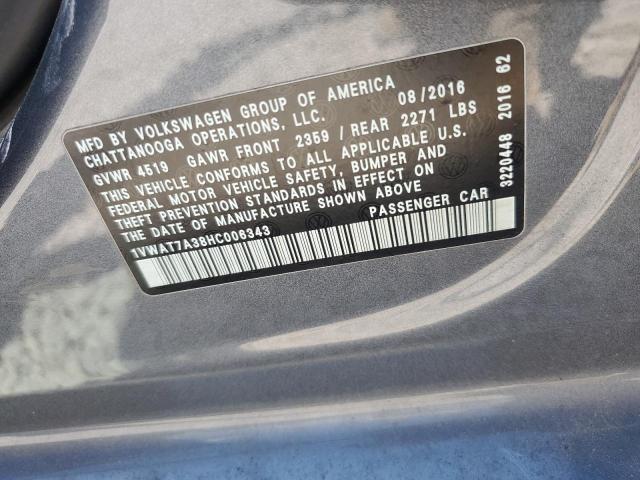 MFD BY VOLKSWAGEN GROUP OF AMERICA
CHATTANOOGA OPERATIONS, LLC. 08/2016
GVWR 4519 GAWR FRONT 2359 / REAR 2271 LBS
THIS VEHICLE CONFORMS TO ALL APPLICABLE U.S.
FEDERAL MOTOR VEHICLE SAFETY, BUMPER AND
THEFT PREVENTION STANDARDS IN EFFECT ON
THE DATE OF MANUFACTURE SHOWN ABOVE
1VWAT7A38HC006343 PASSENGER CAR
3220448 2016 62